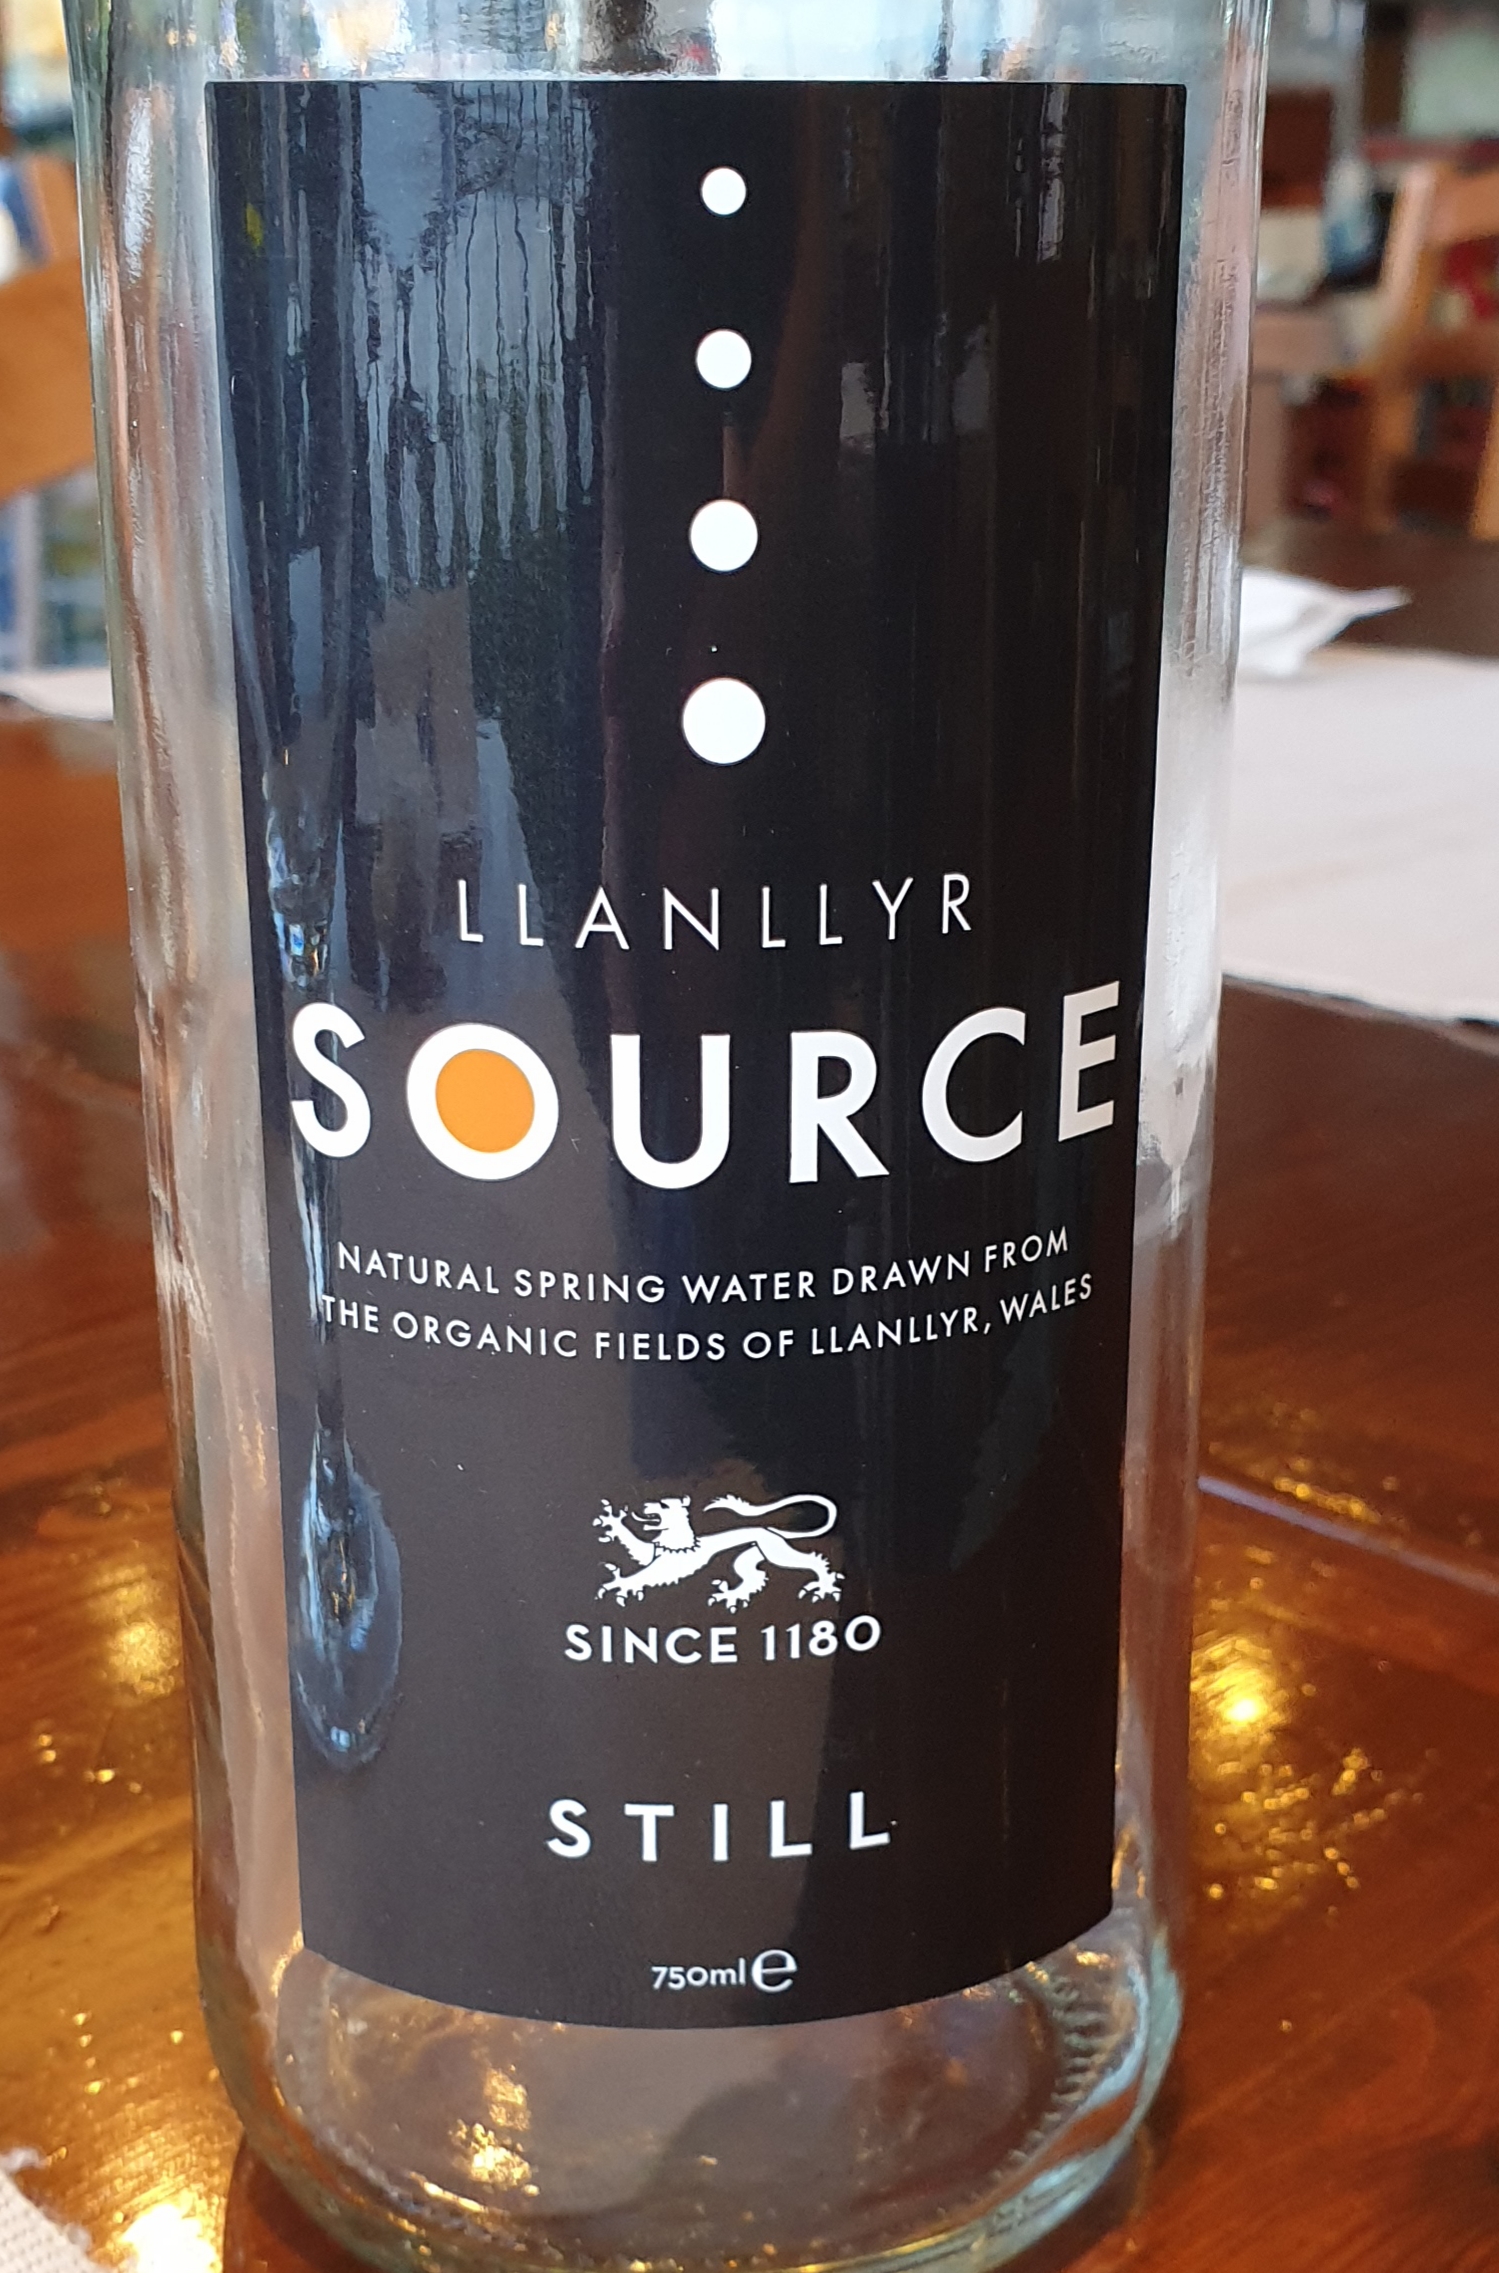 LLANLLYR
SOURCE
NATURAL SPRING WATER DRAWN FROM
THE ORGANIC FIELDS OF LLANLLYR, WALES
SINCE 1180
STILL
750ml ℮